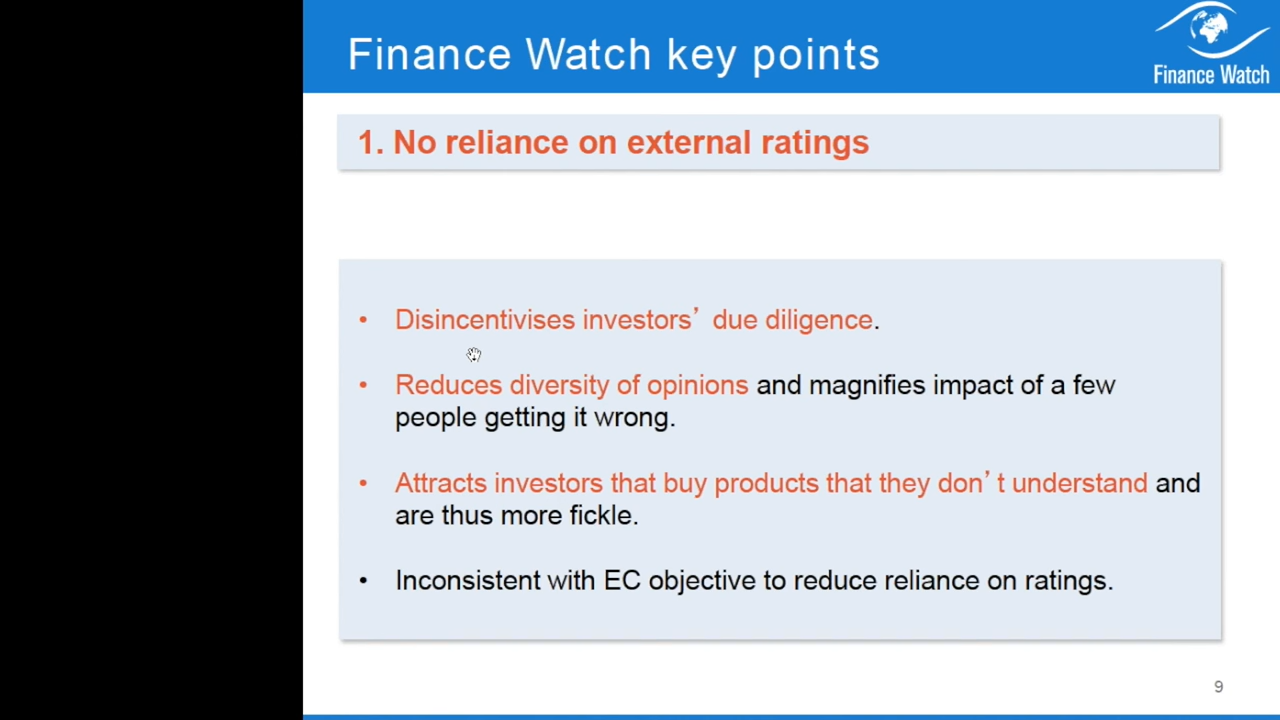 Finance Watch key points
Finance Watch
1. No reliance on external ratings
• Disincentivises investors’ due diligence.
• Reduces diversity of opinions and magnifies impact of a few
people getting it wrong.
• Attracts investors that buy products that they don’t understand and
are thus more fickle.
• Inconsistent with EC objective to reduce reliance on ratings.
9